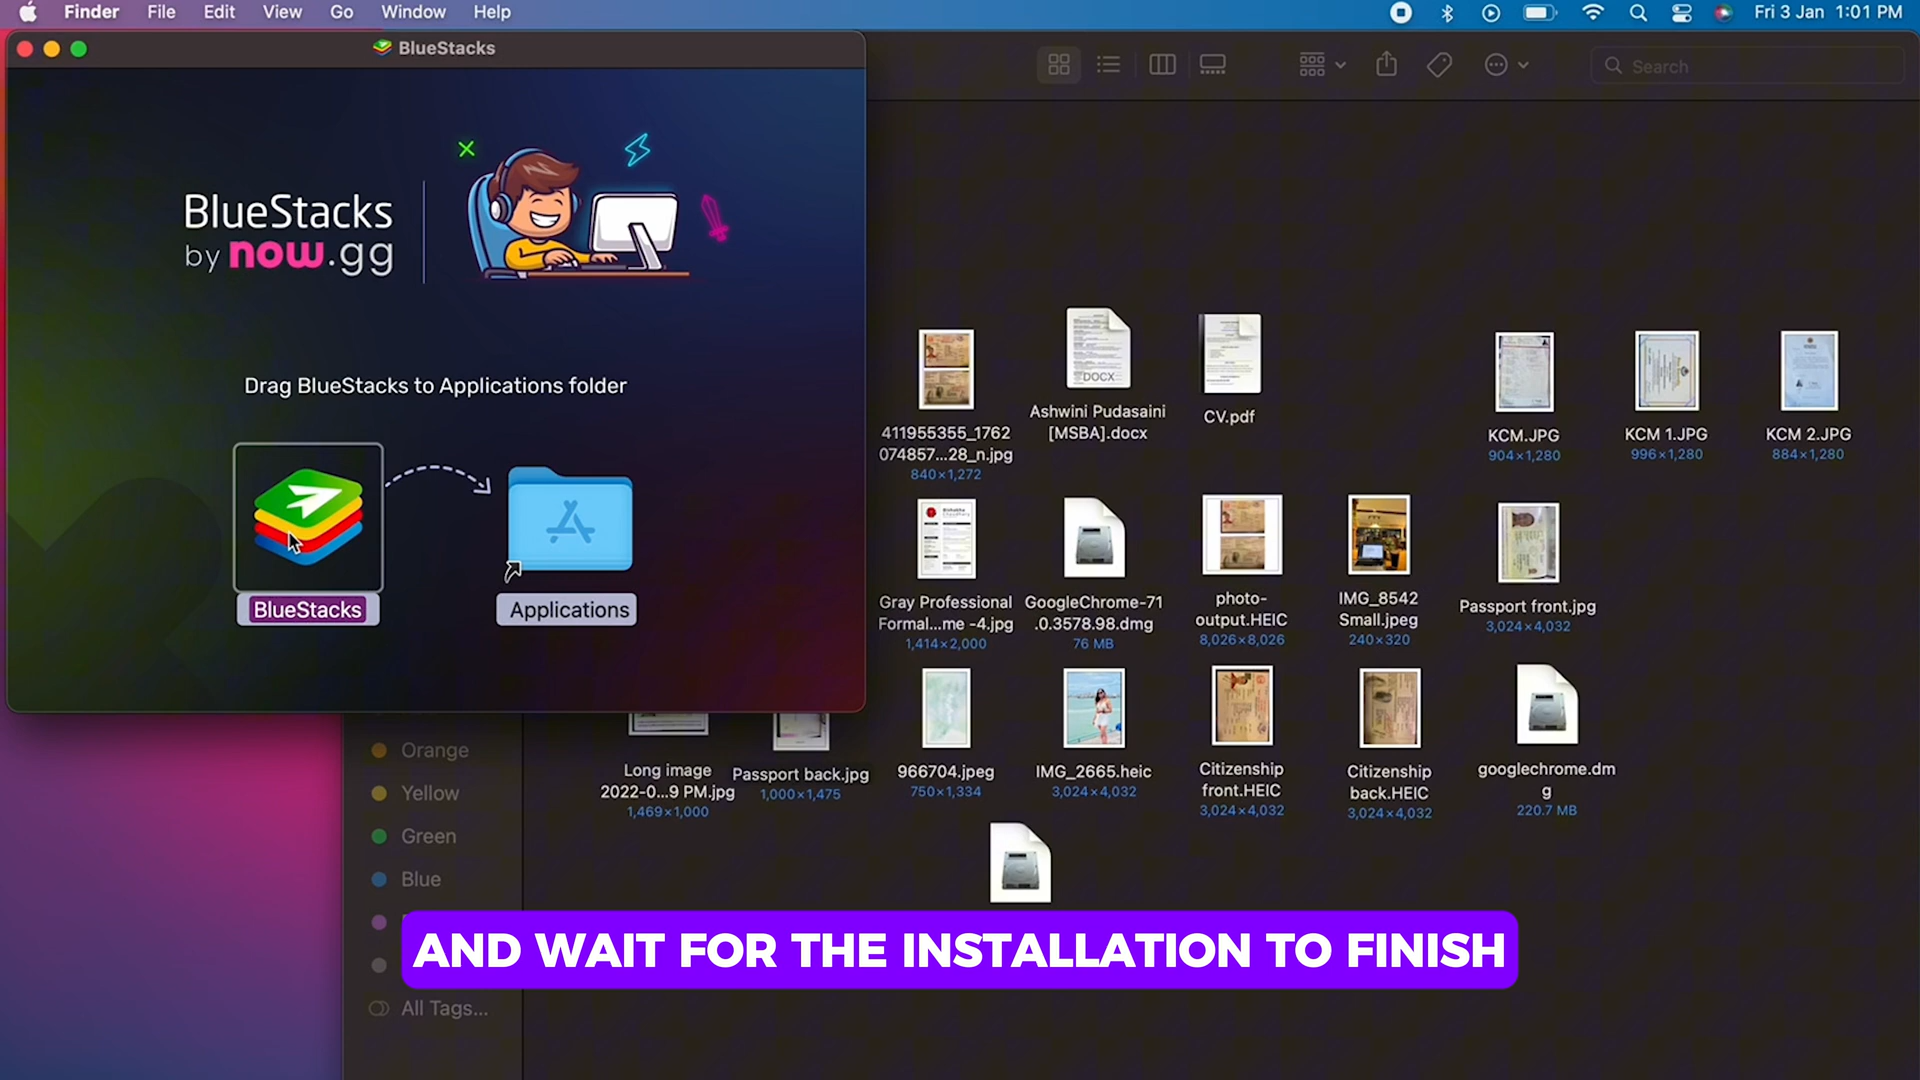 Finder File Edit View Go Window Help
Fri 3 Jan 1:01 PM
BlueStacks
Search
BlueStacks
by now.gg
Drag BlueStacks to Applications folder
BlueStacks
Applications
411955355_1762
074857...28_n.jpg
840×1,272
DOCX
Ashwini Pudasaini
[MSBA].docx
CV.pdf
KCM.JPG
904×1,280
KCM 1.JPG
996×1,280
KCM 2.JPG
884×1,280
Gray Professional
Formal...me -4.jpg
1,414×2,000
GoogleChrome-71
.0.3578.98.dmg
76 MB
photo-
output.HEIC
8,026×8,026
IMG_8542
Small.jpeg
240×320
Passport front.jpg
3,024×4,032
Long image
2022-0...9 PM.jpg
1,469×1,000
Passport back.jpg
1,000×1,475
966704.jpeg
750×1,334
IMG_2665.heic
3,024×4,032
Citizenship
front.HEIC
3,024×4,032
Citizenship
back.HEIC
3,024×4,032
googlechrome.dm
g
220.7 MB
Orange
Yellow
Green
Blue
All Tags...
AND WAIT FOR THE INSTALLATION TO FINISH